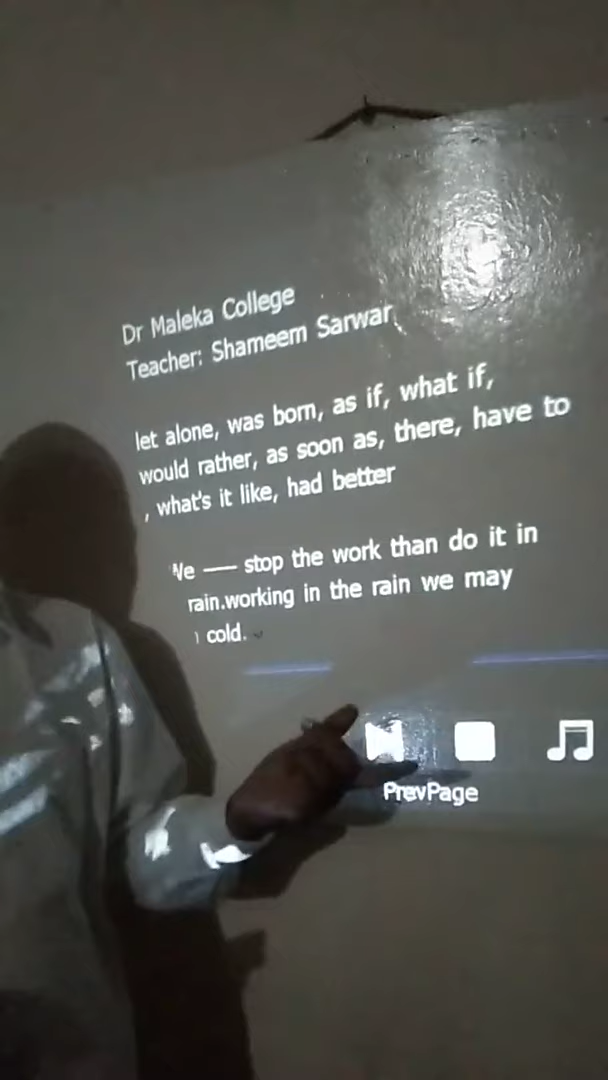 Dr Maleka College
Teacher: Shameem Sarwar
let alone, was born, as if, what if,
would rather, as soon as, there, have to
, what's it like, had better
— stop the work than do it in
rain.working in the rain we may
cold.
PrevPage